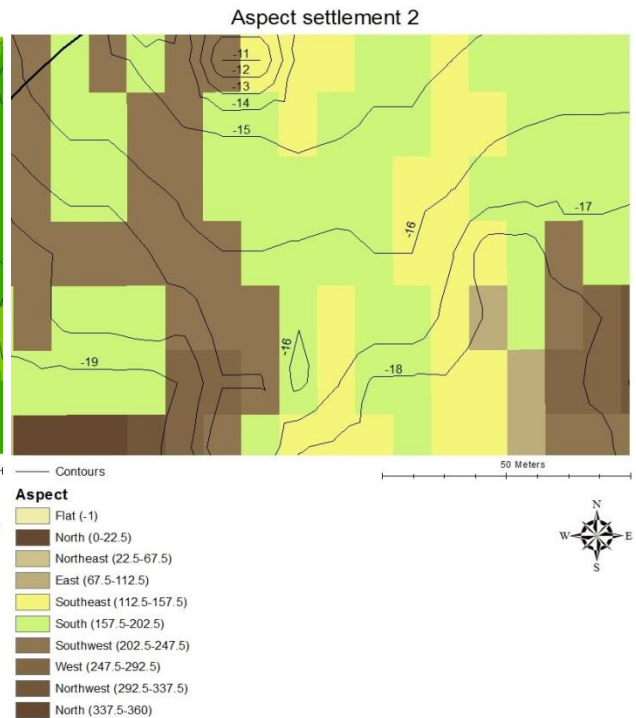 Aspect settlement 2
-11
-12
-13
-14
-15
-17
-16
-16
-18
-19
Contours
50 Meters
Aspect
Flat (-1)
North (0-22.5)
Northeast (22.5-67.5)
East (67.5-112.5)
Southeast (112.5-157.5)
South (157.5-202.5)
Southwest (202.5-247.5)
West (247.5-292.5)
Northwest (292.5-337.5)
North (337.5-360)
N
W
E
S